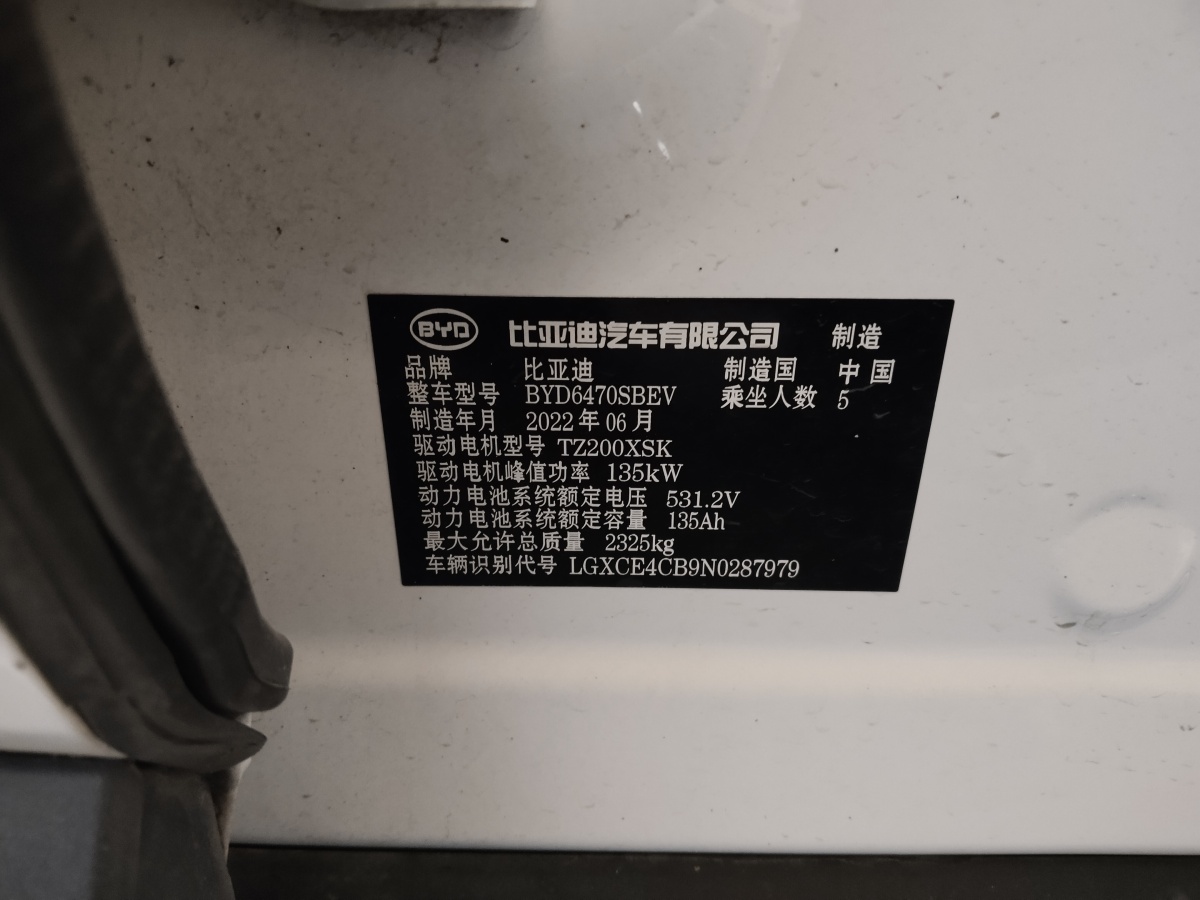 BYD 比亚迪汽车有限公司 制造
品牌 比亚迪 制造国 中国
整车型号 BYD6470SBEV 乘坐人数 5
制造年月 2022年06月
驱动电机型号 TZ200XSK
驱动电机峰值功率 135kW
动力电池系统额定电压 531.2V
动力电池系统额定容量 135Ah
最大允许总质量 2325kg
车辆识别代号 LGXCE4CB9N0287979